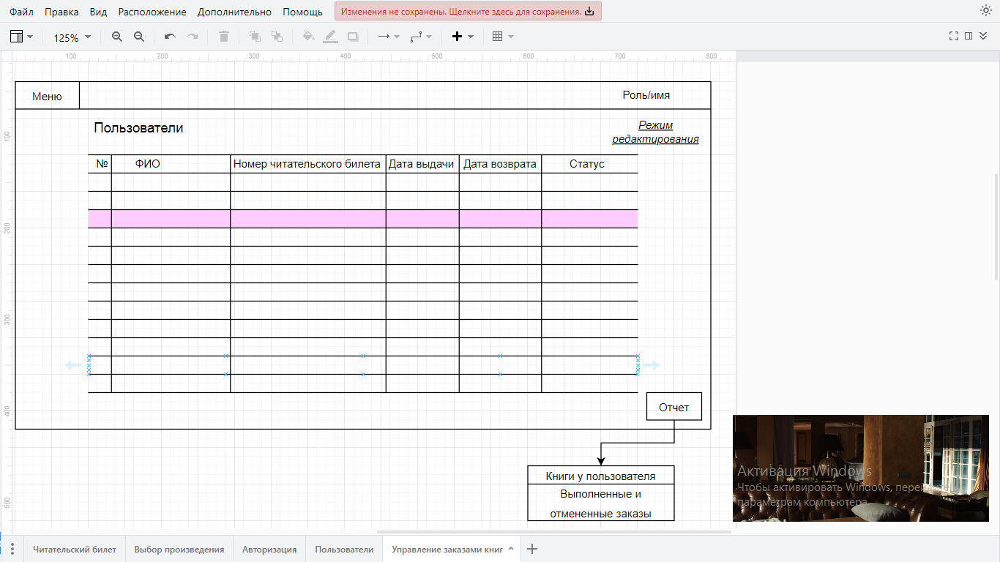 Файл Правка Вид Расположение Дополнительно Помощь Изменения не сохранены. Щелкните здесь для сохранения.
125%
100 200 300 400 500 600 700 800
100
200
300
400
500
Меню
Роль/имя
Пользователи
Режим
редактирования
№ ФИО Номер читательского билета Дата выдачи Дата возврата Статус
Отчет
Книги у пользователя
Выполненные и
отмененные заказы
Активация Windows
Чтобы активировать Windows, перейдите к
параметрам компьютера.
Читательский билет Выбор произведения Авторизация Пользователи Управление заказами книг